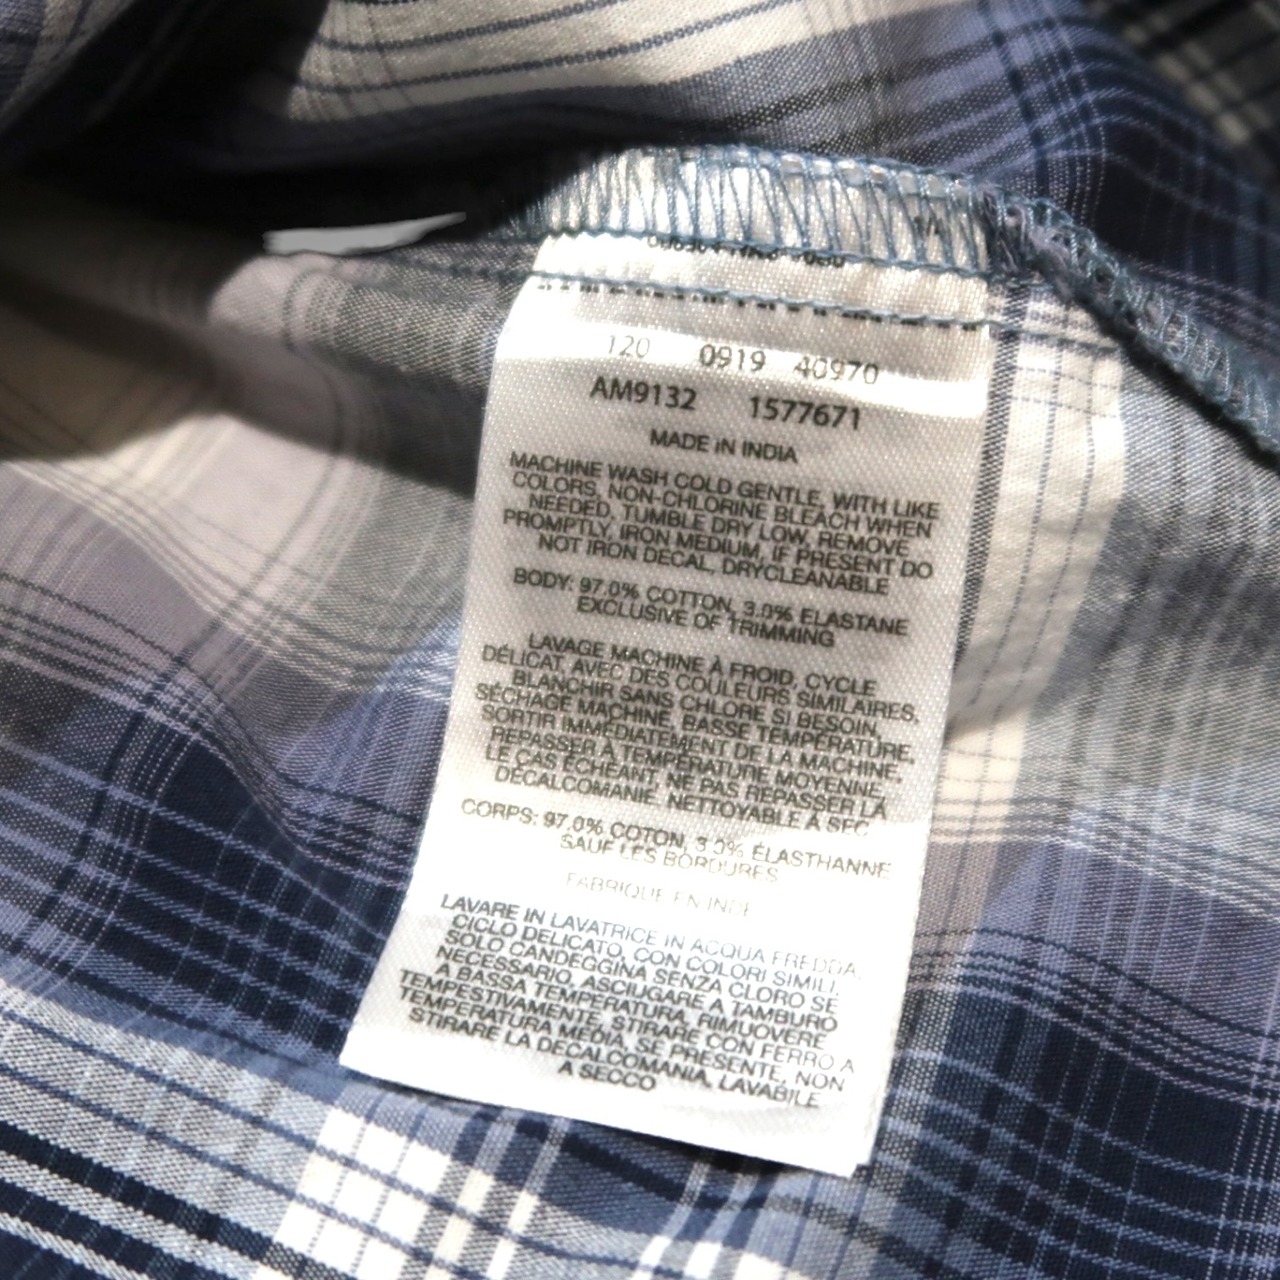 120 0919 40970
AM9132 1577671
MADE IN INDIA
MACHINE WASH COLD GENTLE, WITH LIKE
COLORS, NON-CHLORINE BLEACH WHEN
NEEDED, TUMBLE DRY LOW, REMOVE
PROMPTLY, IRON MEDIUM, IF PRESENT DO
NOT IRON DECAL, DRYCLEANABLE
BODY: 97.0% COTTON, 3.0% ELASTANE
EXCLUSIVE OF TRIMMING
LAVAGE MACHINE À FROID, CYCLE
DÉLICAT, AVEC DES COULEURS SIMILAIRES,
BLANCHIR SANS CHLORE SI BESOIN,
SÉCHAGE MACHINE, BASSE TEMPÉRATURE,
SORTIR IMMÉDIATEMENT DE LA MACHINE,
REPASSER À TEMPÉRATURE MOYENNE,
LE CAS ÉCHÉANT, NE PAS REPASSER LA
DÉCALCOMANIE, NETTOYABLE À SEC
CORPS: 97.0% COTON, 3.0% ÉLASTHANNE
SAUF LES BORDURES
FABRIQUE EN INDE
LAVARE IN LAVATRICE IN ACQUA FREDDA,
CICLO DELICATO, CON COLORI SIMILI,
SOLO CANDEGGINA SENZA CLORO SE
NECESSARIO, ASCIUGARE A TAMBURO
A BASSA TEMPERATURA, RIMUOVERE
TEMPESTIVAMENTE, STIRARE CON FERRO A
TEMPERATURA MEDIA, SE PRESENTE, NON
STIRARE LA DECALCOMANIA, LAVABILE
A SECCO